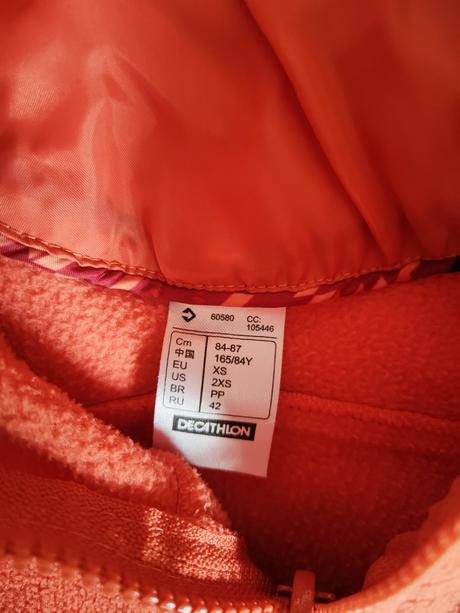 60580 CC:
105446
Cm 84-87
中国 165/84Y
EU XS
US 2XS
BR PP
RU 42
DECATHLON